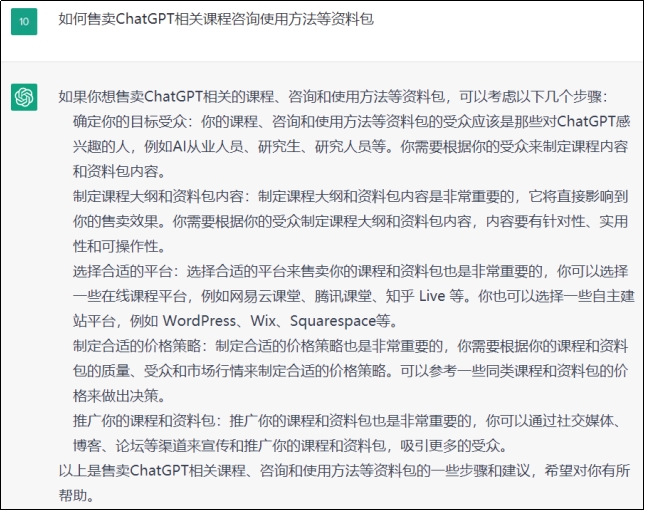 10
如何售卖ChatGPT相关课程咨询使用方法等资料包
如果你想售卖ChatGPT相关的课程、咨询和使用方法等资料包，可以考虑以下几个步骤：
确定你的目标受众：你的课程、咨询和使用方法等资料包的受众应该是那些对ChatGPT感
兴趣的人，例如AI从业人员、研究生、研究人员等。你需要根据你的受众来制定课程内容
和资料包内容。
制定课程大纲和资料包内容：制定课程大纲和资料包内容是非常重要的，它将直接影响到
你的售卖效果。你需要根据你的受众制定课程大纲和资料包内容，内容要有针对性、实用
性和可操作性。
选择合适的平台：选择合适的平台来售卖你的课程和资料包也是非常重要的，你可以选择
一些在线课程平台，例如网易云课堂、腾讯课堂、知乎 Live 等。你也可以选择一些自主建
站平台，例如 WordPress、Wix、Squarespace等。
制定合适的价格策略：制定合适的价格策略也是非常重要的，你需要根据你的课程和资料
包的质量、受众和市场行情来制定合适的价格策略。可以参考一些同类课程和资料包的价
格来做出决策。
推广你的课程和资料包：推广你的课程和资料包也是非常重要的，你可以通过社交媒体、
博客、论坛等渠道来宣传和推广你的课程和资料包，吸引更多的受众。
以上是售卖ChatGPT相关课程、咨询和使用方法等资料包的一些步骤和建议，希望对你有所
帮助。